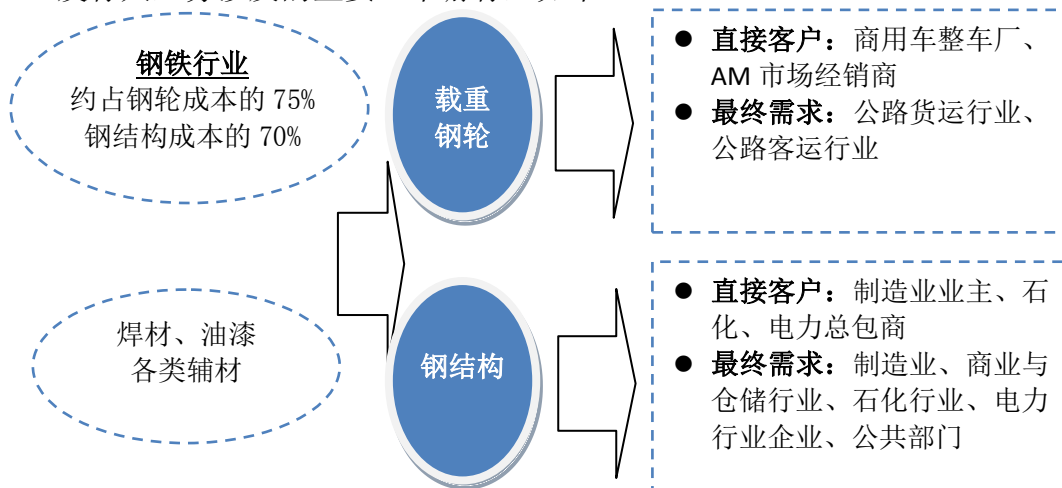 钢铁行业
约占钢轮成本的 75%
钢结构成本的 70%
载重
钢轮
● 直接客户：商用车整车厂、
AM 市场经销商
● 最终需求：公路货运行业、
公路客运行业
焊材、油漆
各类辅材
钢结构
● 直接客户：制造业业主、石
化、电力总包商
● 最终需求：制造业、商业与
仓储行业、石化行业、电力
行业企业、公共部门